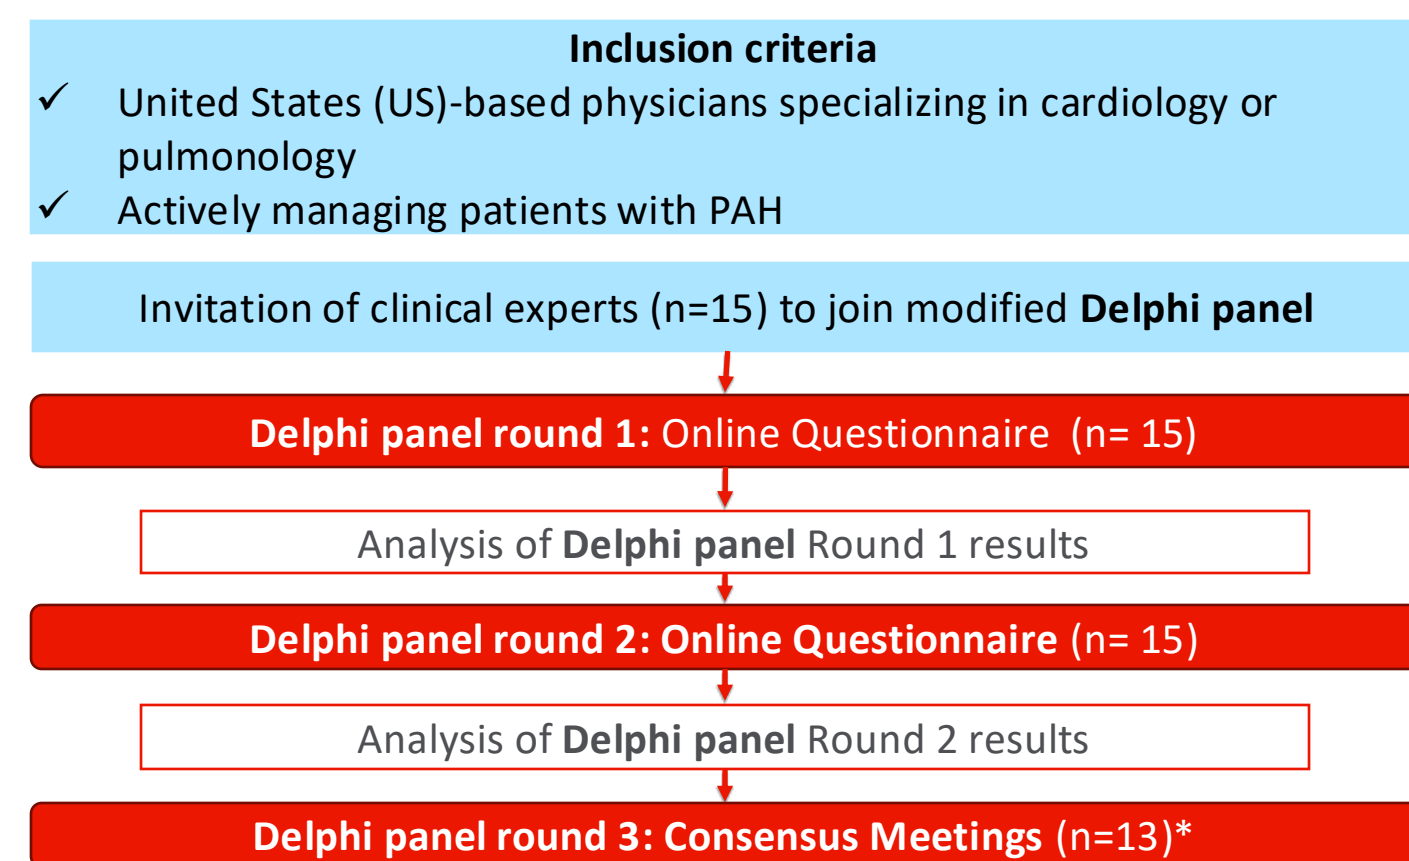 Inclusion criteria
✓ United States (US)-based physicians specializing in cardiology or
pulmonology
✓ Actively managing patients with PAH
Invitation of clinical experts (n=15) to join modified Delphi panel
Delphi panel round 1: Online Questionnaire (n= 15)
Analysis of Delphi panel Round 1 results
Delphi panel round 2: Online Questionnaire (n= 15)
Analysis of Delphi panel Round 2 results
Delphi panel round 3: Consensus Meetings (n=13)*